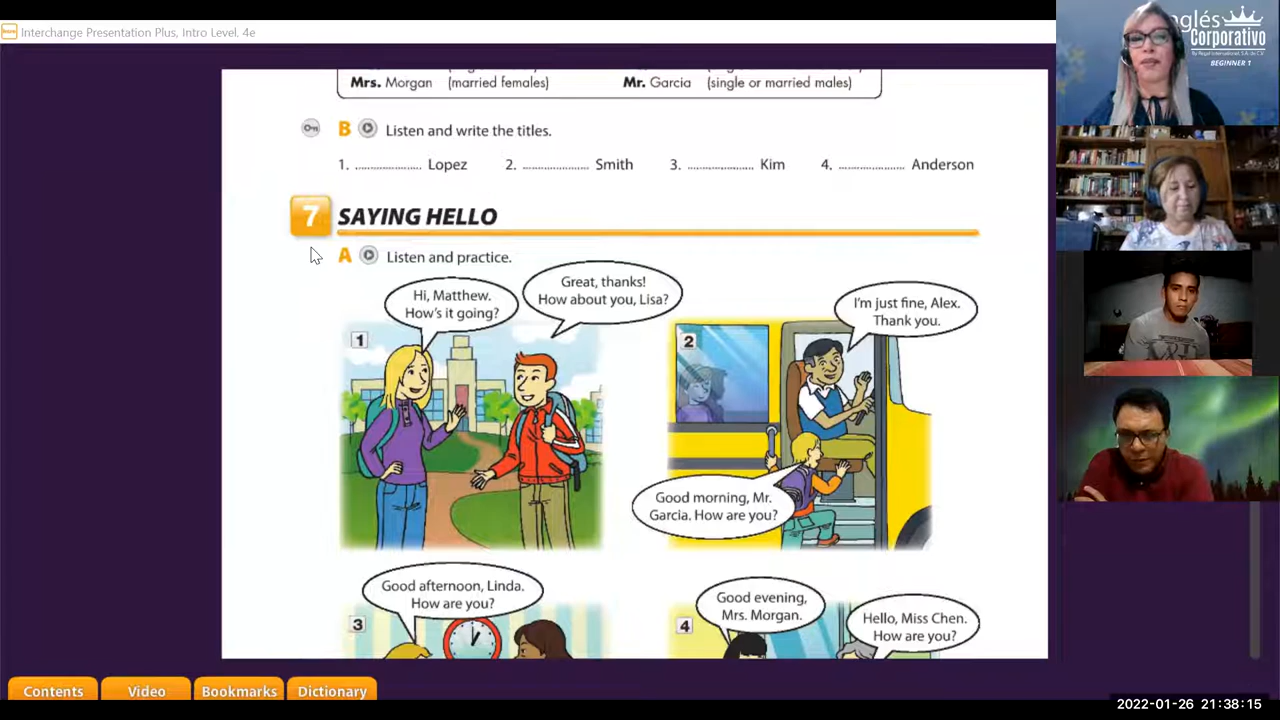 Interchange Presentation Plus, Intro Level, 4e
Mrs. Morgan (married females) Mr. Garcia (single or married males)
B Listen and write the titles.
1. .................... Lopez 2. .................... Smith 3. .................... Kim 4. .................... Anderson
7 SAYING HELLO
A Listen and practice.
1
Hi, Matthew.
How's it going?
Great, thanks!
How about you, Lisa?
2
Good morning, Mr.
Garcia. How are you?
I'm just fine, Alex.
Thank you.
3
Good afternoon, Linda.
How are you?
4
Good evening,
Mrs. Morgan.
Hello, Miss Chen.
How are you?
Contents Video Bookmarks Dictionary
Corporativo
BEGINNER 1
2022-01-26 21:38:15